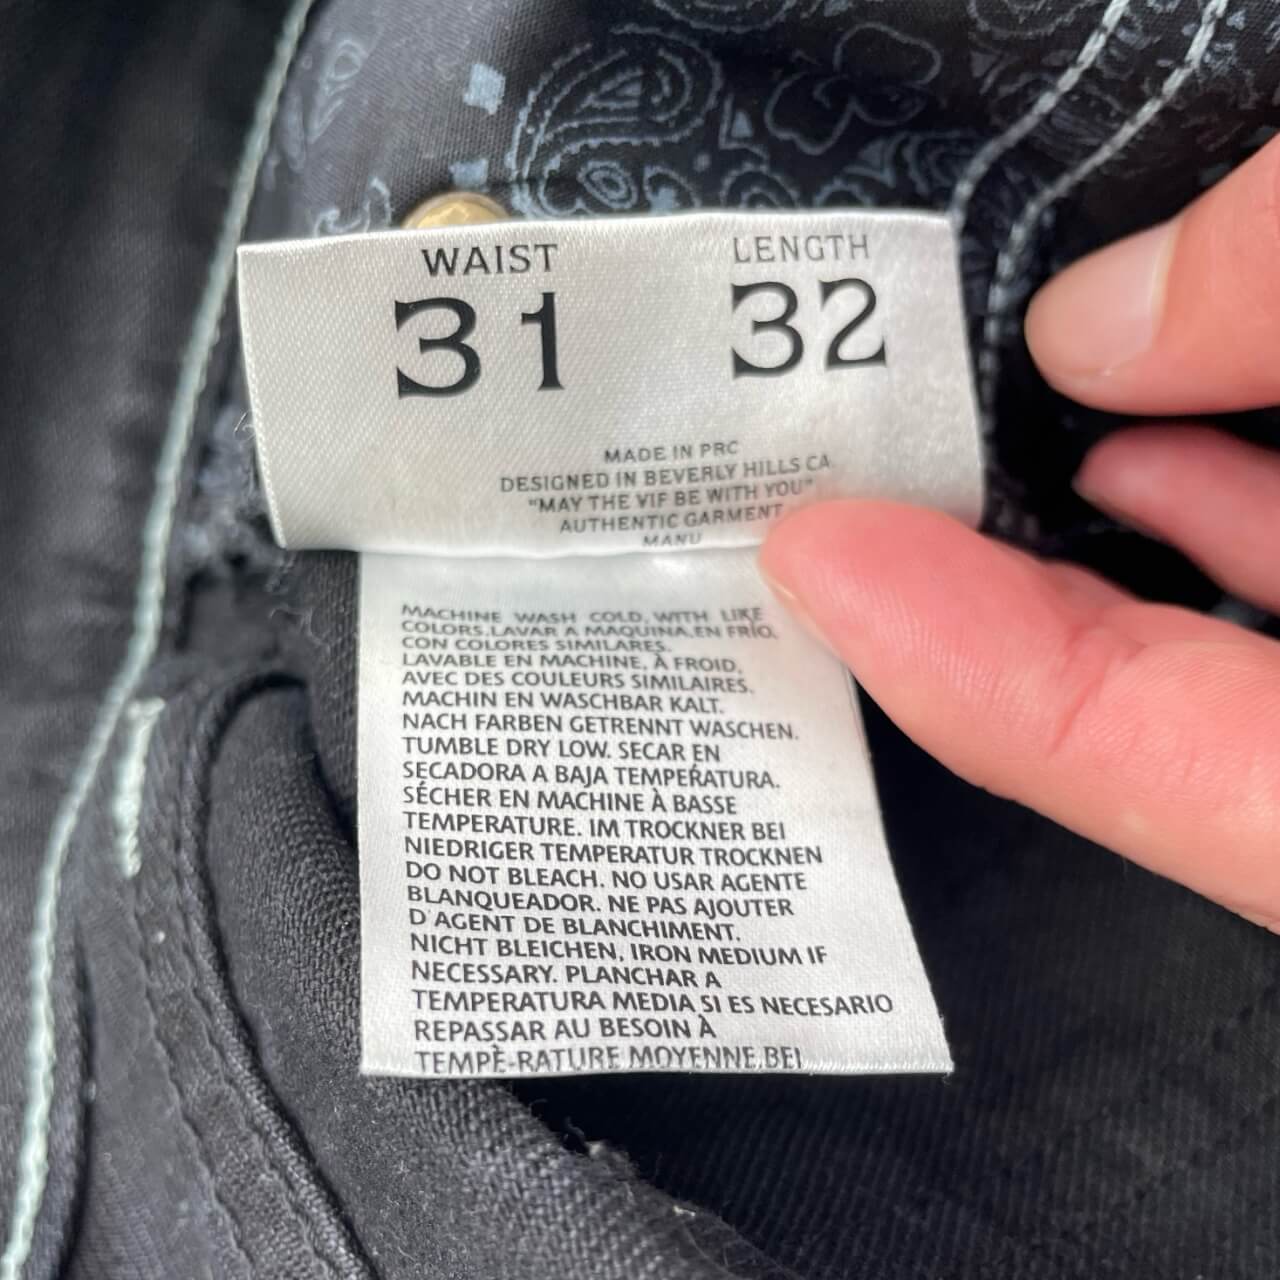 WAIST LENGTH
31 32
MADE IN PRC
DESIGNED IN BEVERLY HILLS CA
"MAY THE VIF BE WITH YOU"
AUTHENTIC GARMENT
MANU
MACHINE WASH COLD, WITH LIKE
COLORS.LAVAR A MAQUINA,EN FRÍO,
CON COLORES SIMILARES.
LAVABLE EN MACHINE, À FROID,
AVEC DES COULEURS SIMILAIRES.
MACHIN EN WASCHBAR KALT.
NACH FARBEN GETRENNT WASCHEN.
TUMBLE DRY LOW. SECAR EN
SECADORA A BAJA TEMPEŔATURA.
SÉCHER EN MACHINE À BASSE
TEMPERATURE. IM TROCKNER BEI
NIEDRIGER TEMPERATUR TROCKNEN
DO NOT BLEACH. NO USAR AGENTE
BLANQUEADOR. NE PAS AJOUTER
D'AGENT DE BLANCHIMENT.
NICHT BLEICHEN, IRON MEDIUM IF
NECESSARY. PLANCHAR A
TEMPERATURA MEDIA SI ES NECESARIO
REPASSAR AU BESOIN À
TEMPÈ-RATURE MOYENNE,BEI